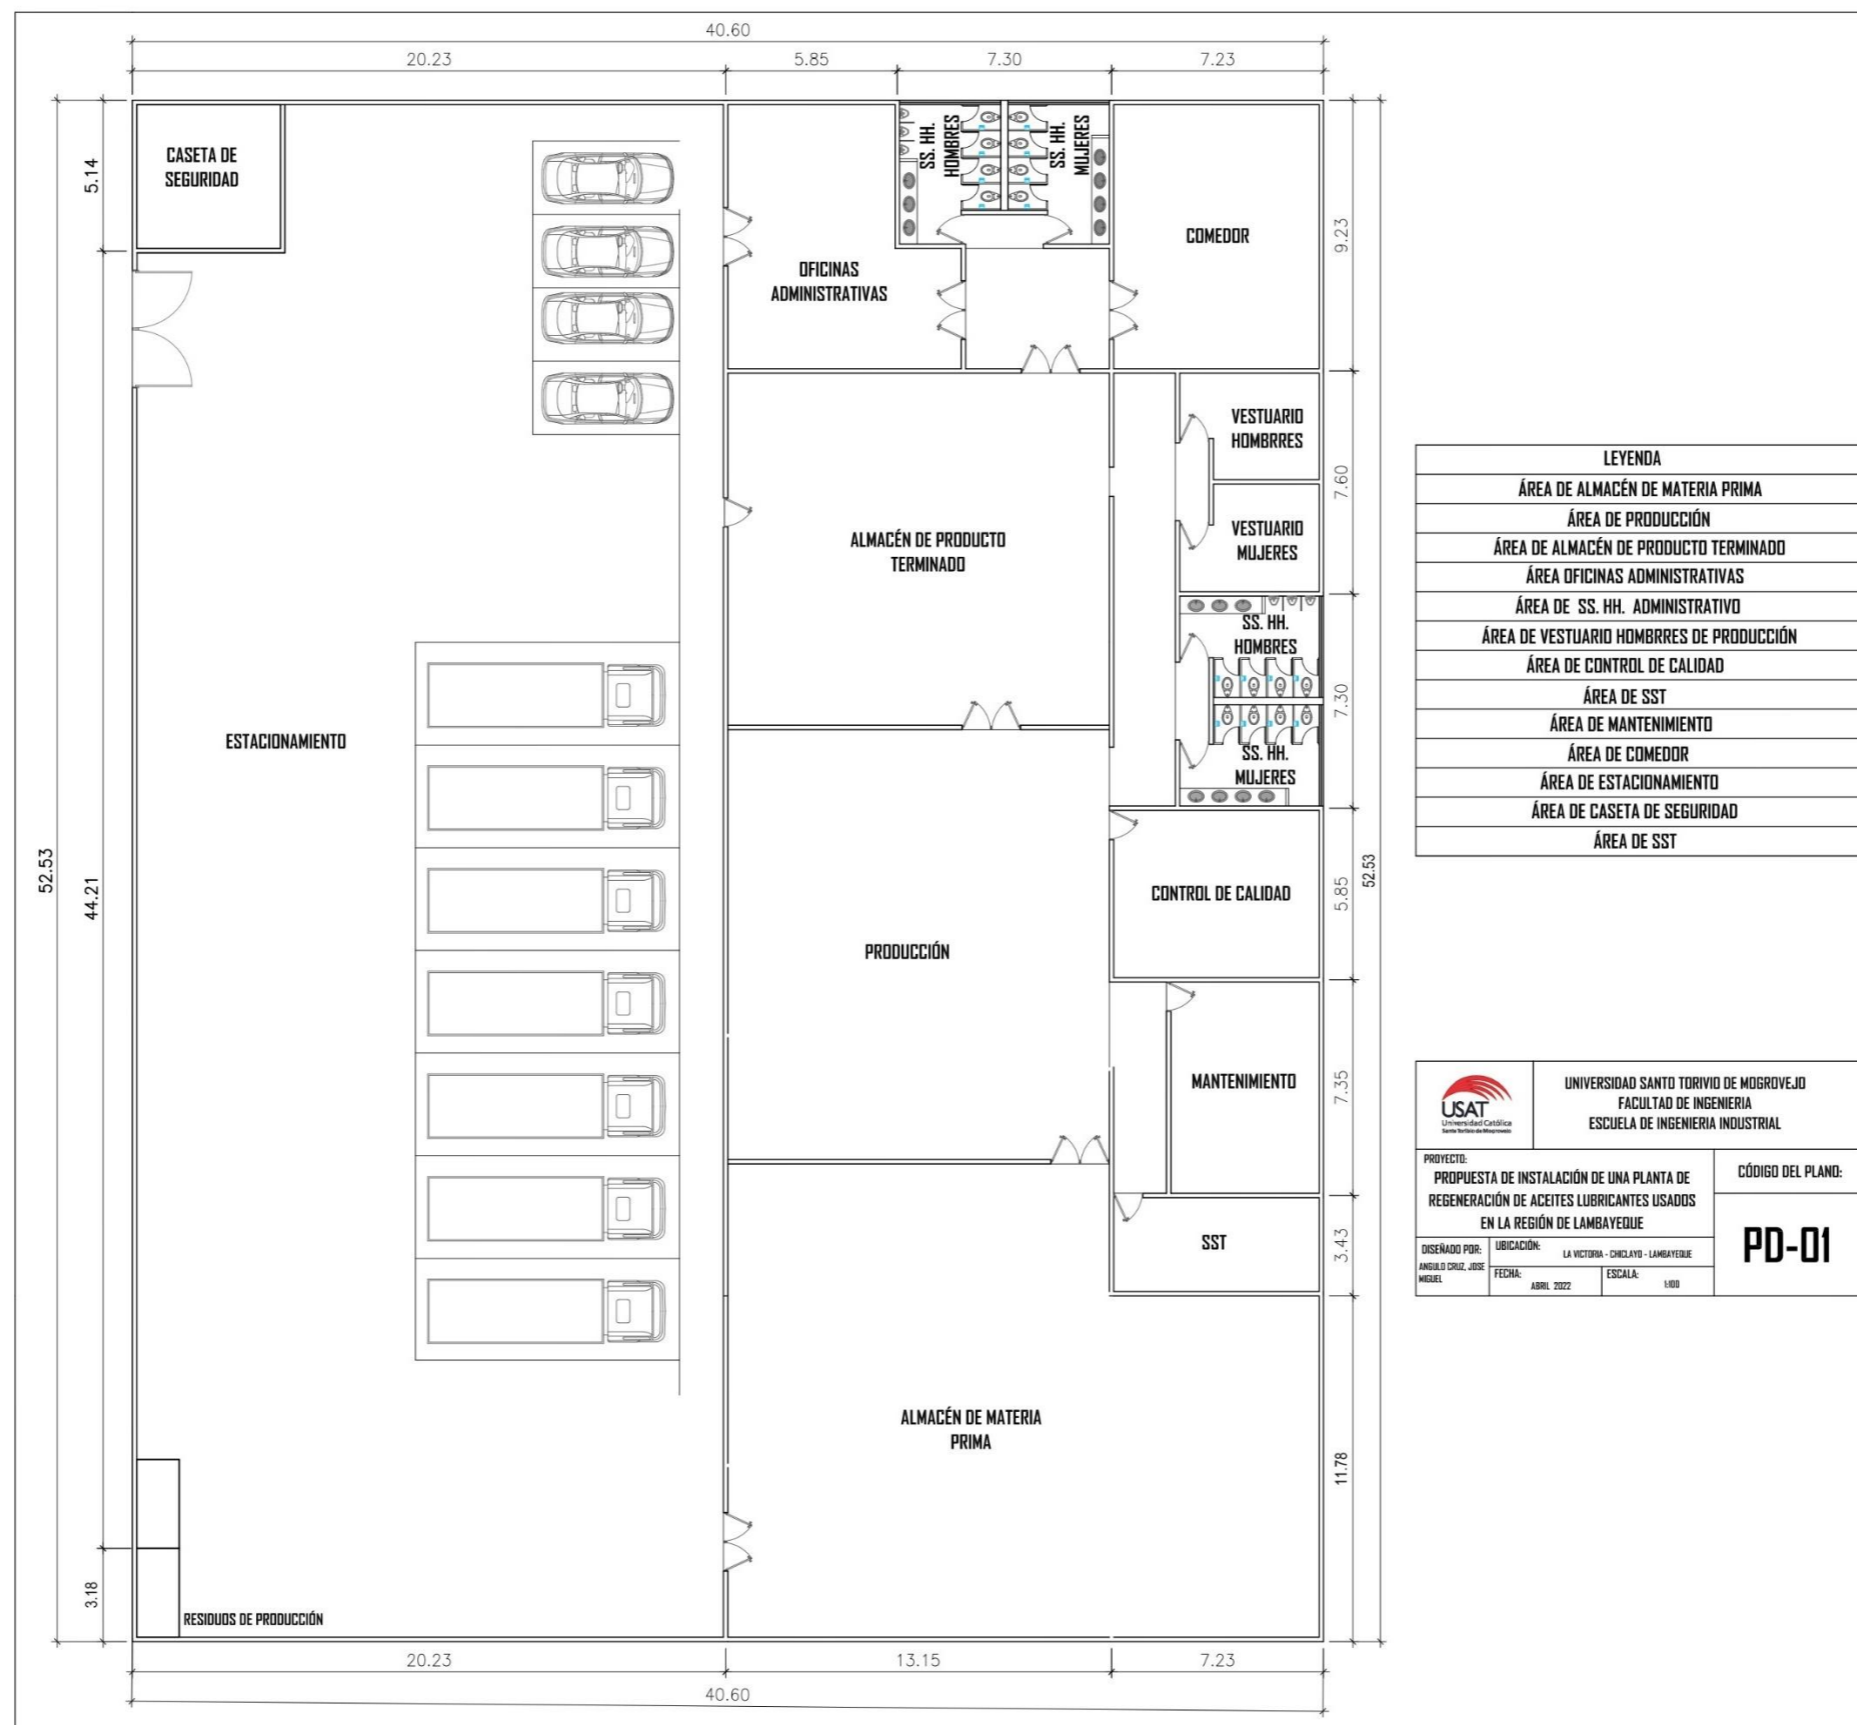 40.60
20.23
5.85
7.30
7.23
52.53
5.14
44.21
3.18
CASETA DE
SEGURIDAD
ESTACIONAMIENTO
RESIDUOS DE PRODUCCIÓN
OFICINAS
ADMINISTRATIVAS
SS. HH.
HOMBRES
SS. HH.
MUJERES
COMEDOR
ALMACÉN DE PRODUCTO
TERMINADO
VESTUARIO
HOMBRRES
VESTUARIO
MUJERES
SS. HH.
HOMBRES
SS. HH.
MUJERES
PRODUCCIÓN
CONTROL DE CALIDAD
MANTENIMIENTO
SST
ALMACÉN DE MATERIA
PRIMA
9.23
7.60
7.30
5.85
7.35
3.43
11.78
52.53
20.23
13.15
7.23
40.60
LEYENDA
ÁREA DE ALMACÉN DE MATERIA PRIMA
ÁREA DE PRODUCCIÓN
ÁREA DE ALMACÉN DE PRODUCTO TERMINADO
ÁREA OFICINAS ADMINISTRATIVAS
ÁREA DE SS. HH. ADMINISTRATIVO
ÁREA DE VESTUARIO HOMBRRES DE PRODUCCIÓN
ÁREA DE CONTROL DE CALIDAD
ÁREA DE SST
ÁREA DE MANTENIMIENTO
ÁREA DE COMEDOR
ÁREA DE ESTACIONAMIENTO
ÁREA DE CASETA DE SEGURIDAD
ÁREA DE SST
USAT
Universidad Católica
Santo Toribio de Mogrovejo
UNIVERSIDAD SANTO TORIVIO DE MOGROVEJO
FACULTAD DE INGENIERIA
ESCUELA DE INGENIERIA INDUSTRIAL
PROYECTO:
PROPUESTA DE INSTALACIÓN DE UNA PLANTA DE
REGENERACIÓN DE ACEITES LUBRICANTES USADOS
EN LA REGIÓN DE LAMBAYEQUE
CÓDIGO DEL PLANO:
PD-01
DISEÑADO POR:
ANGULO CRUZ, JOSE
MIGUEL
UBICACIÓN:
LA VICTORIA - CHICLAYO - LAMBAYEQUE
FECHA:
ABRIL 2022
ESCALA:
1:100